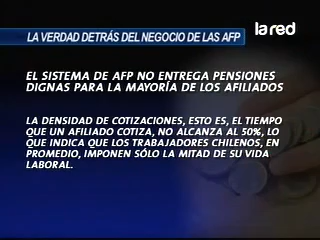 la red
LA VERDAD DETRÁS DEL NEGOCIO DE LAS AFP
EL SISTEMA DE AFP NO ENTREGA PENSIONES
DIGNAS PARA LA MAYORÍA DE LOS AFILIADOS
LA DENSIDAD DE COTIZACIONES, ESTO ES, EL TIEMPO
QUE UN AFILIADO COTIZA, NO ALCANZA AL 50%, LO
QUE INDICA QUE LOS TRABAJADORES CHILENOS, EN
PROMEDIO, IMPONEN SÓLO LA MITAD DE SU VIDA
LABORAL.